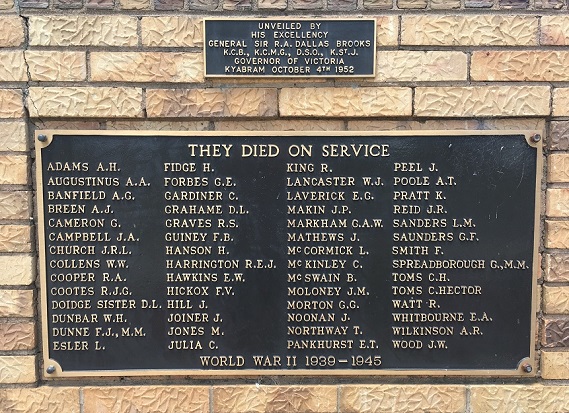 UNVEILED BY
HIS EXCELLENCY
GENERAL SIR R.A. DALLAS BROOKS
K.C.B., K.C.M.G., D.S.O., K.ST.J.
GOVERNOR OF VICTORIA
KYABRAM OCTOBER 4TH 1952
THEY DIED ON SERVICE
ADAMS A.H.
AUGUSTINUS A.A.
BANFIELD A.G.
BREEN A.J.
CAMERON G.
CAMPBELL J.A.
CHURCH J.R.L.
COLLENS W.W.
COOPER R.A.
COOTES R.J.G.
DOIDGE SISTER D.L.
DUNBAR W.H.
DUNNE F.J., M.M.
ESLER L.
FIDGE H.
FORBES G.E.
GARDINER C.
GRAHAME D.L.
GRAVES R.S.
GUINEY F.B.
HANSON H.
HARRINGTON R.E.J.
HAWKINS E.W.
HICKOX F.V.
HILL J.
JOINER J.
JONES M.
JULIA C.
KING R.
LANCASTER W.J.
LAVERICK E.G.
MAKIN J.P.
MARKHAM G.A.W.
MATHEWS J.
McCORMICK L.
McKINLEY C.
McSWAIN B.
MOLONEY J.M.
MORTON G.G.
NOONAN J.
NORTHWAY T.
PANKHURST E.T.
PEEL J.
POOLE A.T.
PRATT K.
REID J.R.
SANDERS L.M.
SAUNDERS G.F.
SMITH F.
SPREADBOROUGH G., M.M.
TOMS C.H.
TOMS C.HECTOR
WATT R.
WHITBOURNE E.A.
WILKINSON A.R.
WOOD J.W.
WORLD WAR II 1939-1945